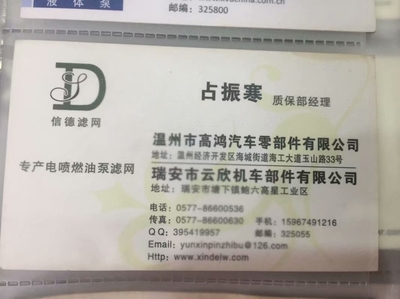 液 体 泵
邮编：325800
信德滤网
专产电喷燃油泵滤网
占振寒 质保部经理
温州市高鸿汽车零部件有限公司
地址：温州经济开发区海城街道海工大道玉山路33号
瑞安市云欣机车部件有限公司
地址：瑞安市塘下镇鲍六高星工业区
电话：0577-86600536
传真：0577-86600630 手机：15967491216
QQ：395419957 邮编：325055
Email：yunxinpinzhibu@126.com
Http：www.xindelw.com